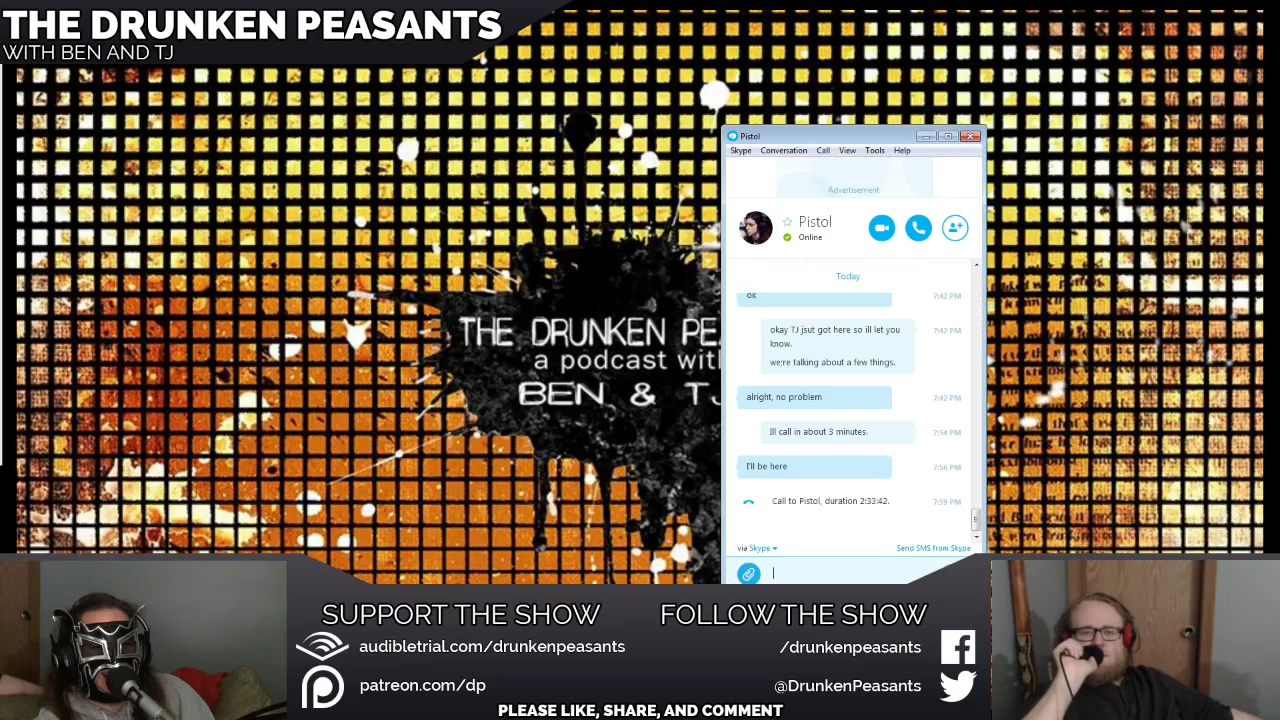 THE DRUNKEN PEASANTS
WITH BEN AND TJ
Pistol
Skype Conversation Call View Tools Help
Advertisement
Pistol
Online
Today
OK 7:42 PM
okay TJ jsut got here so ill let you 7:42 PM
know.
we;re talking about a few things.
alright, no problem 7:42 PM
Ill call in about 3 minutes. 7:54 PM
I'll be here 7:56 PM
Call to Pistol, duration 2:33:42. 7:59 PM
via Skype Send SMS from Skype
THE DRUNKEN PE
a podcast wit
BEN & TJ
SUPPORT THE SHOW
audibletrial.com/drunkenpeasants
patreon.com/dp
FOLLOW THE SHOW
/drunkenpeasants
@DrunkenPeasants
PLEASE LIKE, SHARE, AND COMMENT